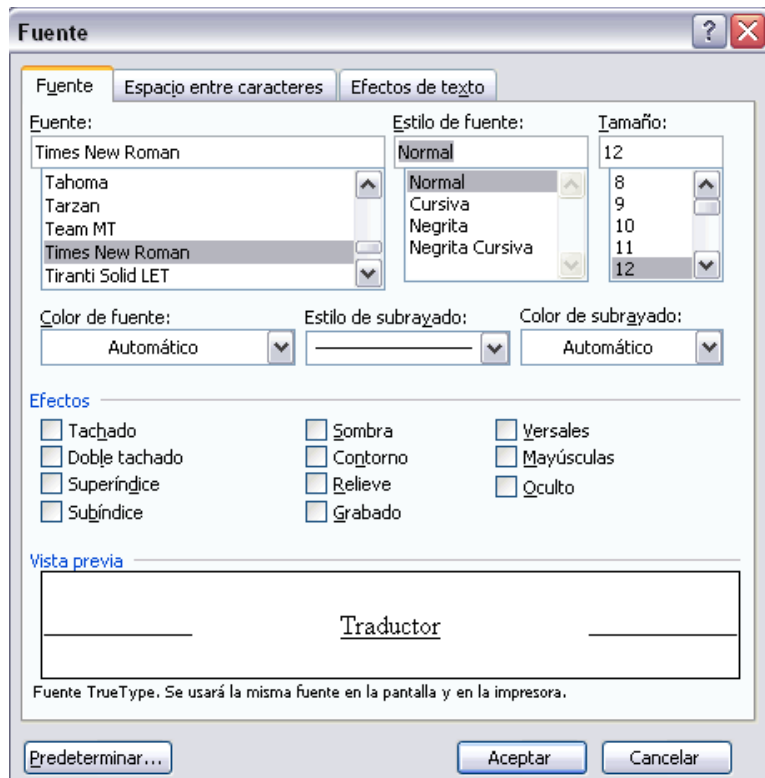 Fuente
?
Fuente Espacio entre caracteres Efectos de texto
Fuente: Estilo de fuente: Tamaño:
Times New Roman Normal 12
Tahoma Normal 8
Tarzan Cursiva 9
Team MT Negrita 10
Times New Roman Negrita Cursiva 11
Tiranti Solid LET 12
Color de fuente: Estilo de subrayado: Color de subrayado:
Automático Automático
Efectos
Tachado Sombra Versales
Doble tachado Contorno Mayúsculas
Superíndice Relieve Oculto
Subíndice Grabado
Vista previa
Traductor
Fuente TrueType. Se usará la misma fuente en la pantalla y en la impresora.
Predeterminar... Aceptar Cancelar